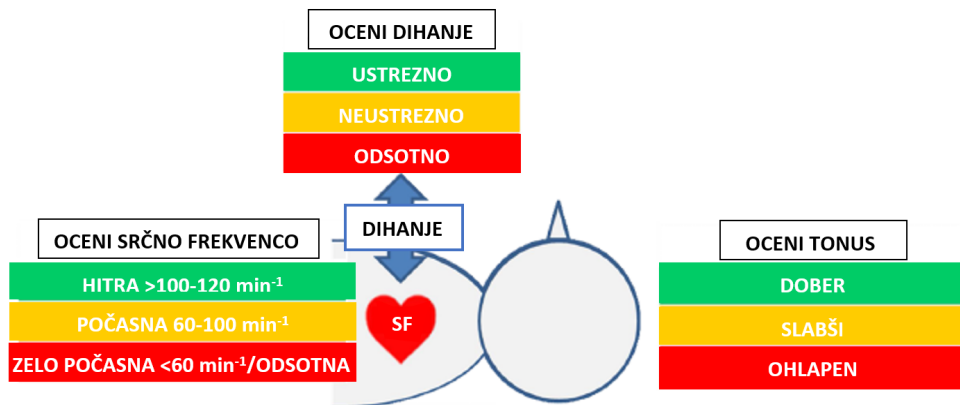 OCENI DIHANJE
USTREZNO
NEUSTREZNO
ODSOTNO
DIHANJE
OCENI SRČNO FREKVENCO
HITRA >100-120 min⁻¹
POČASNA 60-100 min⁻¹
ZELO POČASNA <60 min⁻¹/ODSOTNA
SF
OCENI TONUS
DOBER
SLABŠI
OHLAPEN